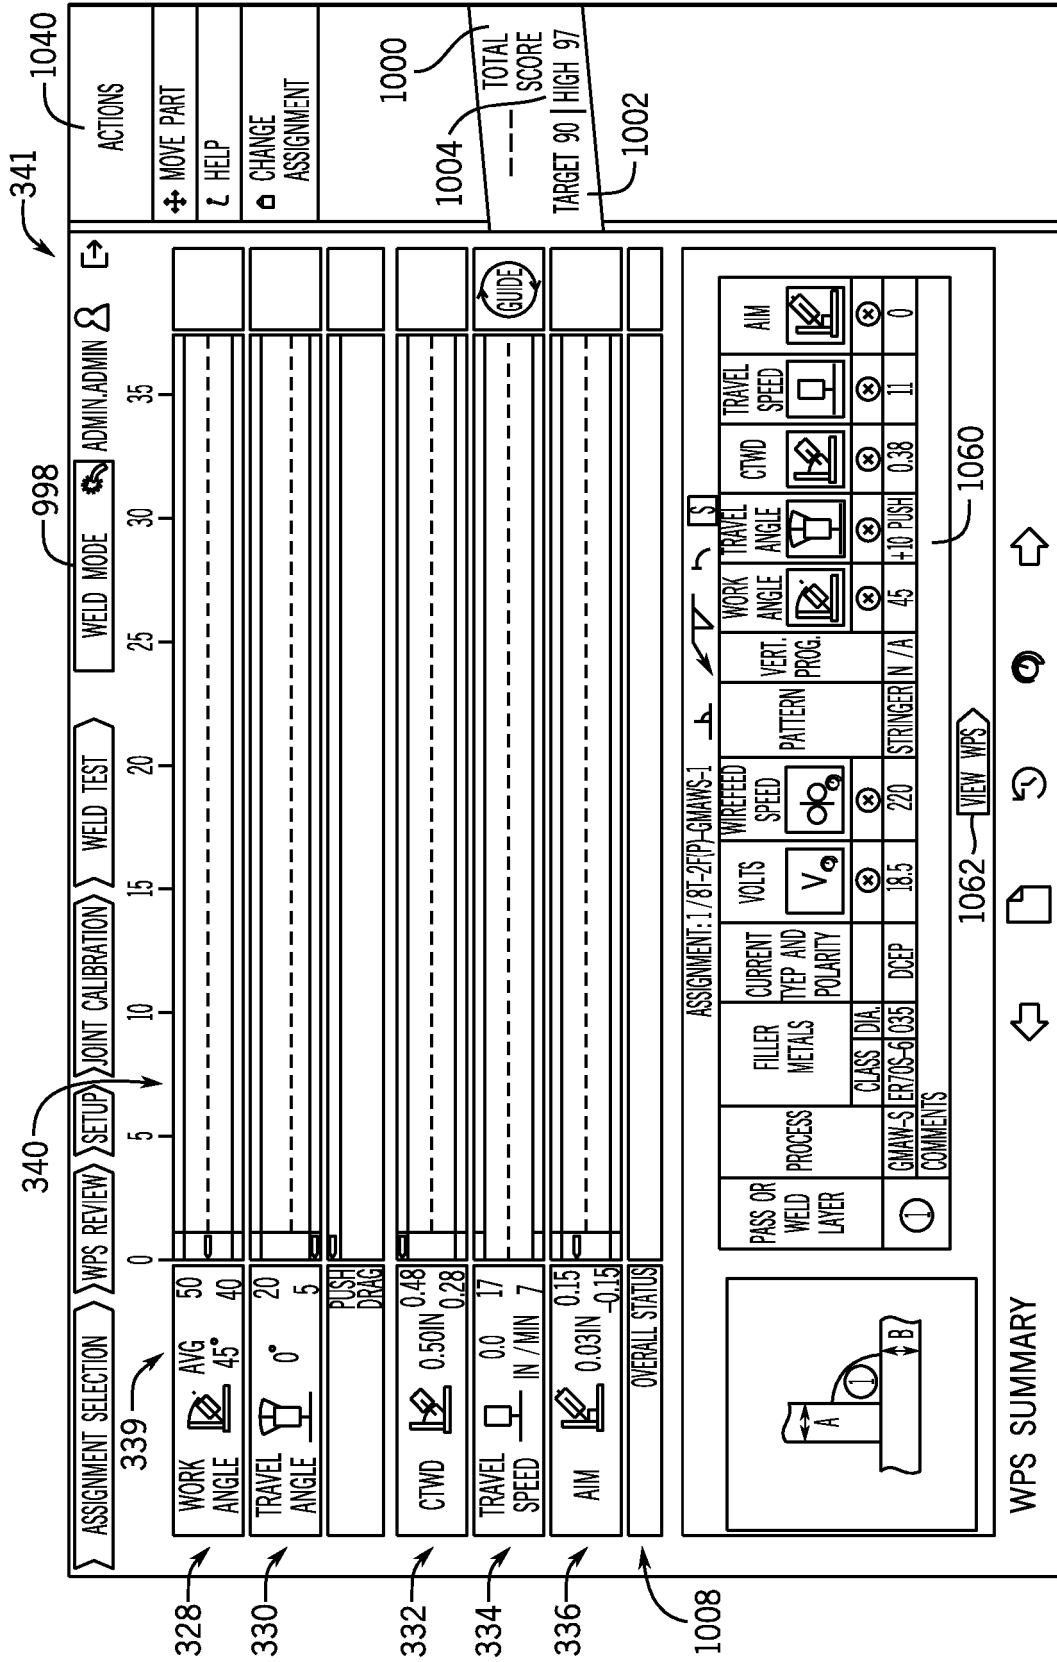 341
998
340
339
ASSIGNMENT SELECTION
WPS REVIEW
SETUP
JOINT CALIBRATION
WELD TEST
WELD MODE
ADMIN.ADMIN
0 5 10 15 20 25 30 35
328
WORK ANGLE
AVG 45°
50
40
330
TRAVEL ANGLE
0°
20
5
PUSH
DRAG
332
CTWD
0.50IN
0.48
0.28
334
TRAVEL SPEED
0.0 IN /MIN
17
7
GUIDE
336
AIM
0.03IN
0.15
-0.15
1008
OVERALL STATUS
1040
ACTIONS
MOVE PART
i HELP
CHANGE ASSIGNMENT
1000
1004
---- TOTAL SCORE
TARGET 90 | HIGH 97
1002
A
1
B
ASSIGNMENT: 1/8T-2F(P)-GMAWS-1
S
PASS OR WELD LAYER
PROCESS
FILLER METALS
CLASS
DIA.
CURRENT TYEP AND POLARITY
VOLTS
V
WIREFEED SPEED
PATTERN
VERT. PROG.
WORK ANGLE
TRAVEL ANGLE
CTWD
TRAVEL SPEED
AIM
1
GMAW-S
ER70S-6
035
DCEP
18.5
220
STRINGER
N /A
45
+10 PUSH
0.38
11
0
COMMENTS
1060
1062
VIEW WPS
WPS SUMMARY